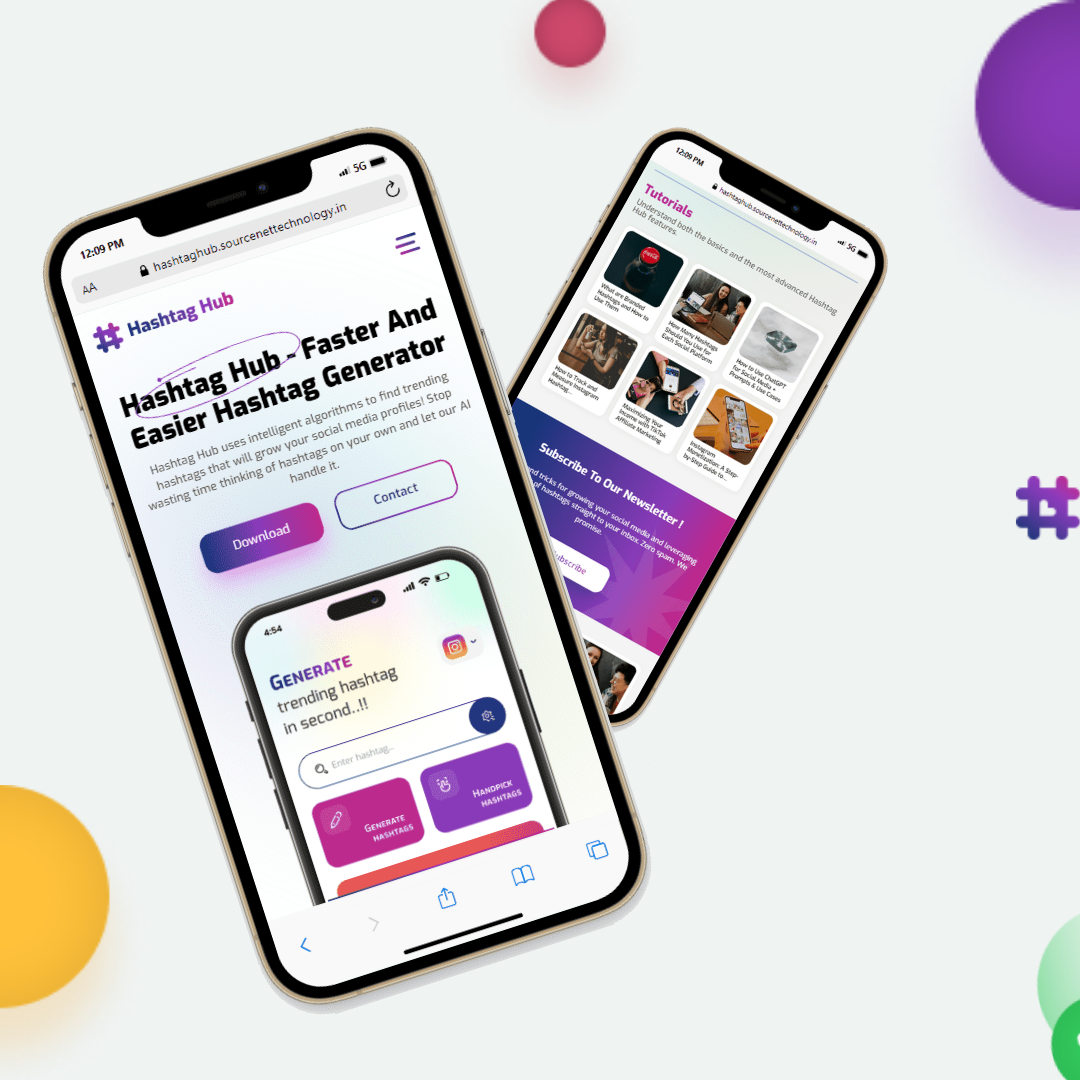 12:09 PM
5G
AA
hashtaghub.sourcenettechnology.in
Hashtag Hub
Hashtag Hub - Faster And
Easier Hashtag Generator
Hashtag Hub uses intelligent algorithms to find trending
hashtags that will grow your social media profiles! Stop
wasting time thinking of hashtags on your own and let our AI
handle it.
Download
Contact
4:54
GENERATE
trending hashtag
in second..!!
Enter hashtag...
GENERATE
HASHTAGS
HANDPICK
HASHTAGS
12:09 PM
hashtaghub.sourcenettechnology.in
5G
Tutorials
Understand both the basics and the most advanced Hashtag
Hub features.
What are Branded
Hashtags and How to
Use Them
How Many Hashtags
Should You Use for
Each Social Platform
How to Use ChatGPT
for Social Media +
Prompts & Use Cases
How to Track and
Measure Instagram
Hashtag...
Maximizing Your
Income with TikTok
Affiliate Marketing
Instagram
Monetization: A Step-
by-Step Guide to...
Subscribe To Our Newsletter !
and tricks for growing your social media and leveraging
of hashtags straight to your inbox. Zero spam. We
promise.
ubscribe